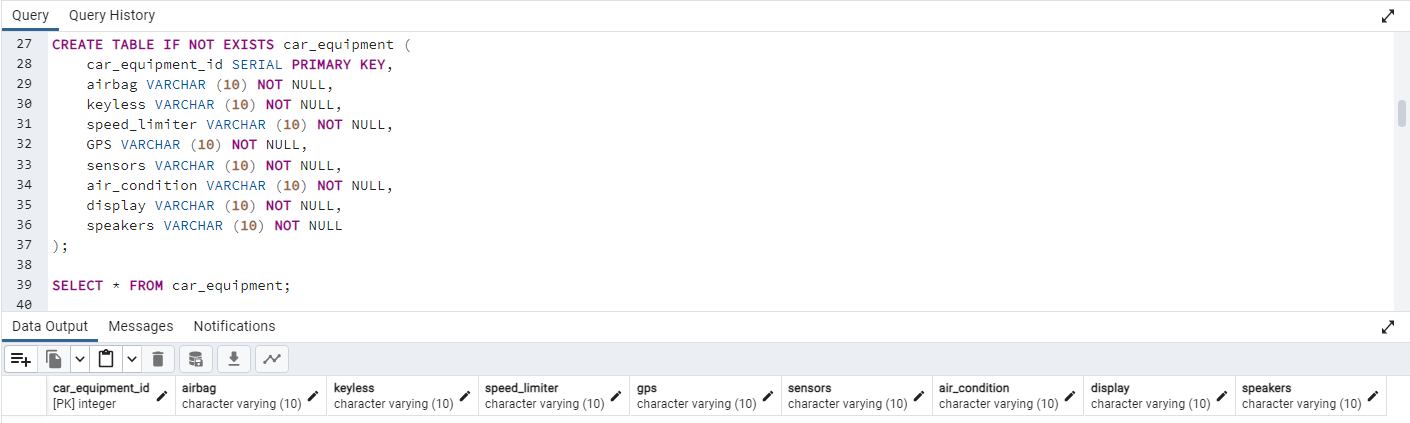 Query Query History
27 CREATE TABLE IF NOT EXISTS car_equipment (
28 car_equipment_id SERIAL PRIMARY KEY,
29 airbag VARCHAR (10) NOT NULL,
30 keyless VARCHAR (10) NOT NULL,
31 speed_limiter VARCHAR (10) NOT NULL,
32 GPS VARCHAR (10) NOT NULL,
33 sensors VARCHAR (10) NOT NULL,
34 air_condition VARCHAR (10) NOT NULL,
35 display VARCHAR (10) NOT NULL,
36 speakers VARCHAR (10) NOT NULL
37 );
38
39 SELECT * FROM car_equipment;
40
Data Output Messages Notifications
car_equipment_id airbag keyless speed_limiter gps sensors air_condition display speakers
[PK] integer character varying (10) character varying (10) character varying (10) character varying (10) character varying (10) character varying (10) character varying (10) character varying (10)